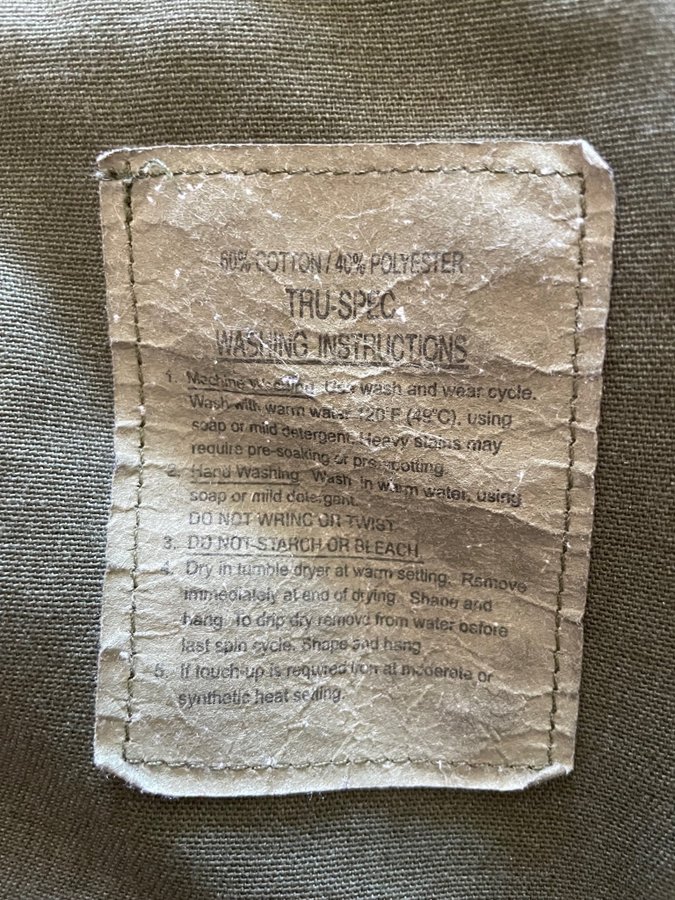 60% COTTON / 40% POLYESTER
TRU-SPEC
WASHING INSTRUCTIONS
1. Machine washing. Use wash and wear cycle.
Wash with warm water 120°F (49°C), using
soap or mild detergent. Heavy stains may
require pre-soaking or pre-spotting.
2. Hand Washing. Wash in warm water, using
soap or mild detergent.
DO NOT WRING OR TWIST
3. DO NOT STARCH OR BLEACH
4. Dry in tumble dryer at warm setting. Remove
immediately at end of drying. Shape and
hang. To drip dry remove from water before
last spin cycle. Shape and hang
5. If touch-up is required iron at moderate or
synthetic heat setting.